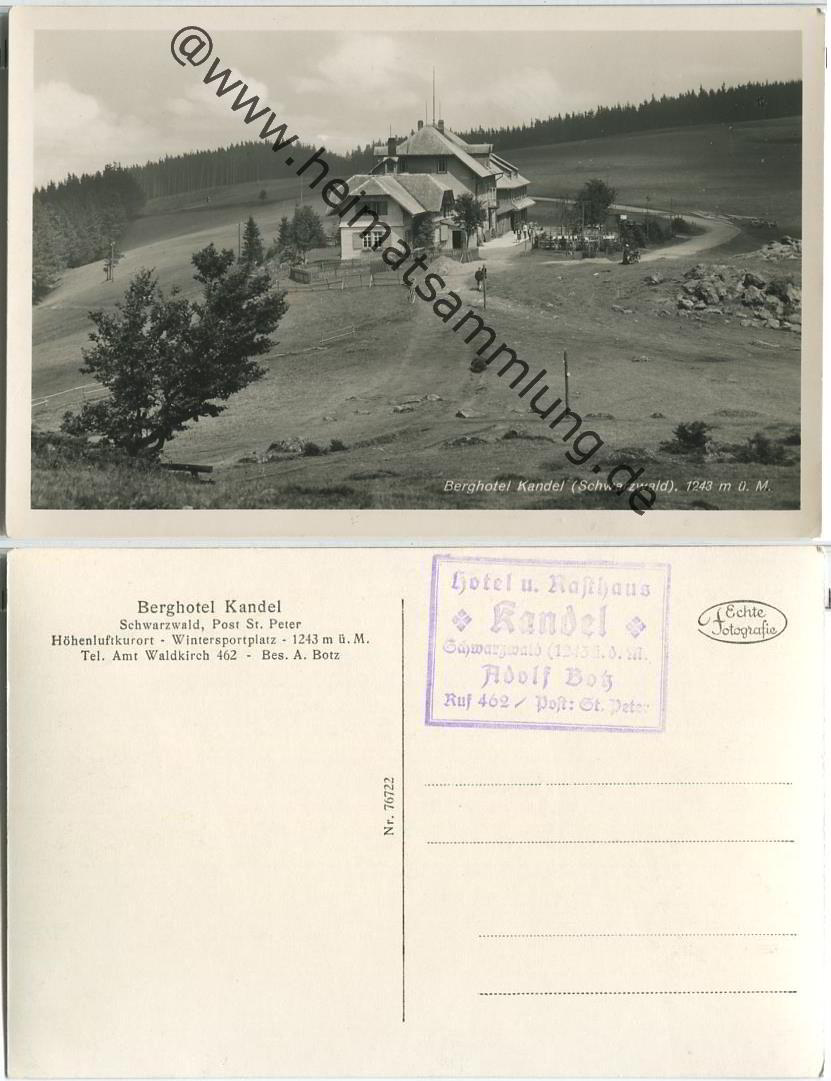 @www.heimatsammlung.de
Berghotel Kandel (Schwarzwald), 1243 m ü. M.
Berghotel Kandel
Schwarzwald, Post St. Peter
Höhenluftkurort - Wintersportplatz - 1243 m ü. M.
Tel. Amt Waldkirch 462 - Bes. A. Botz
Hotel u. Rasthaus
Kandel
Schwarzwald (1243 ü. d. M.
Adolf Botz
Ruf 462 / Post: St. Peter
Echte
Fotografie
Nr. 76722